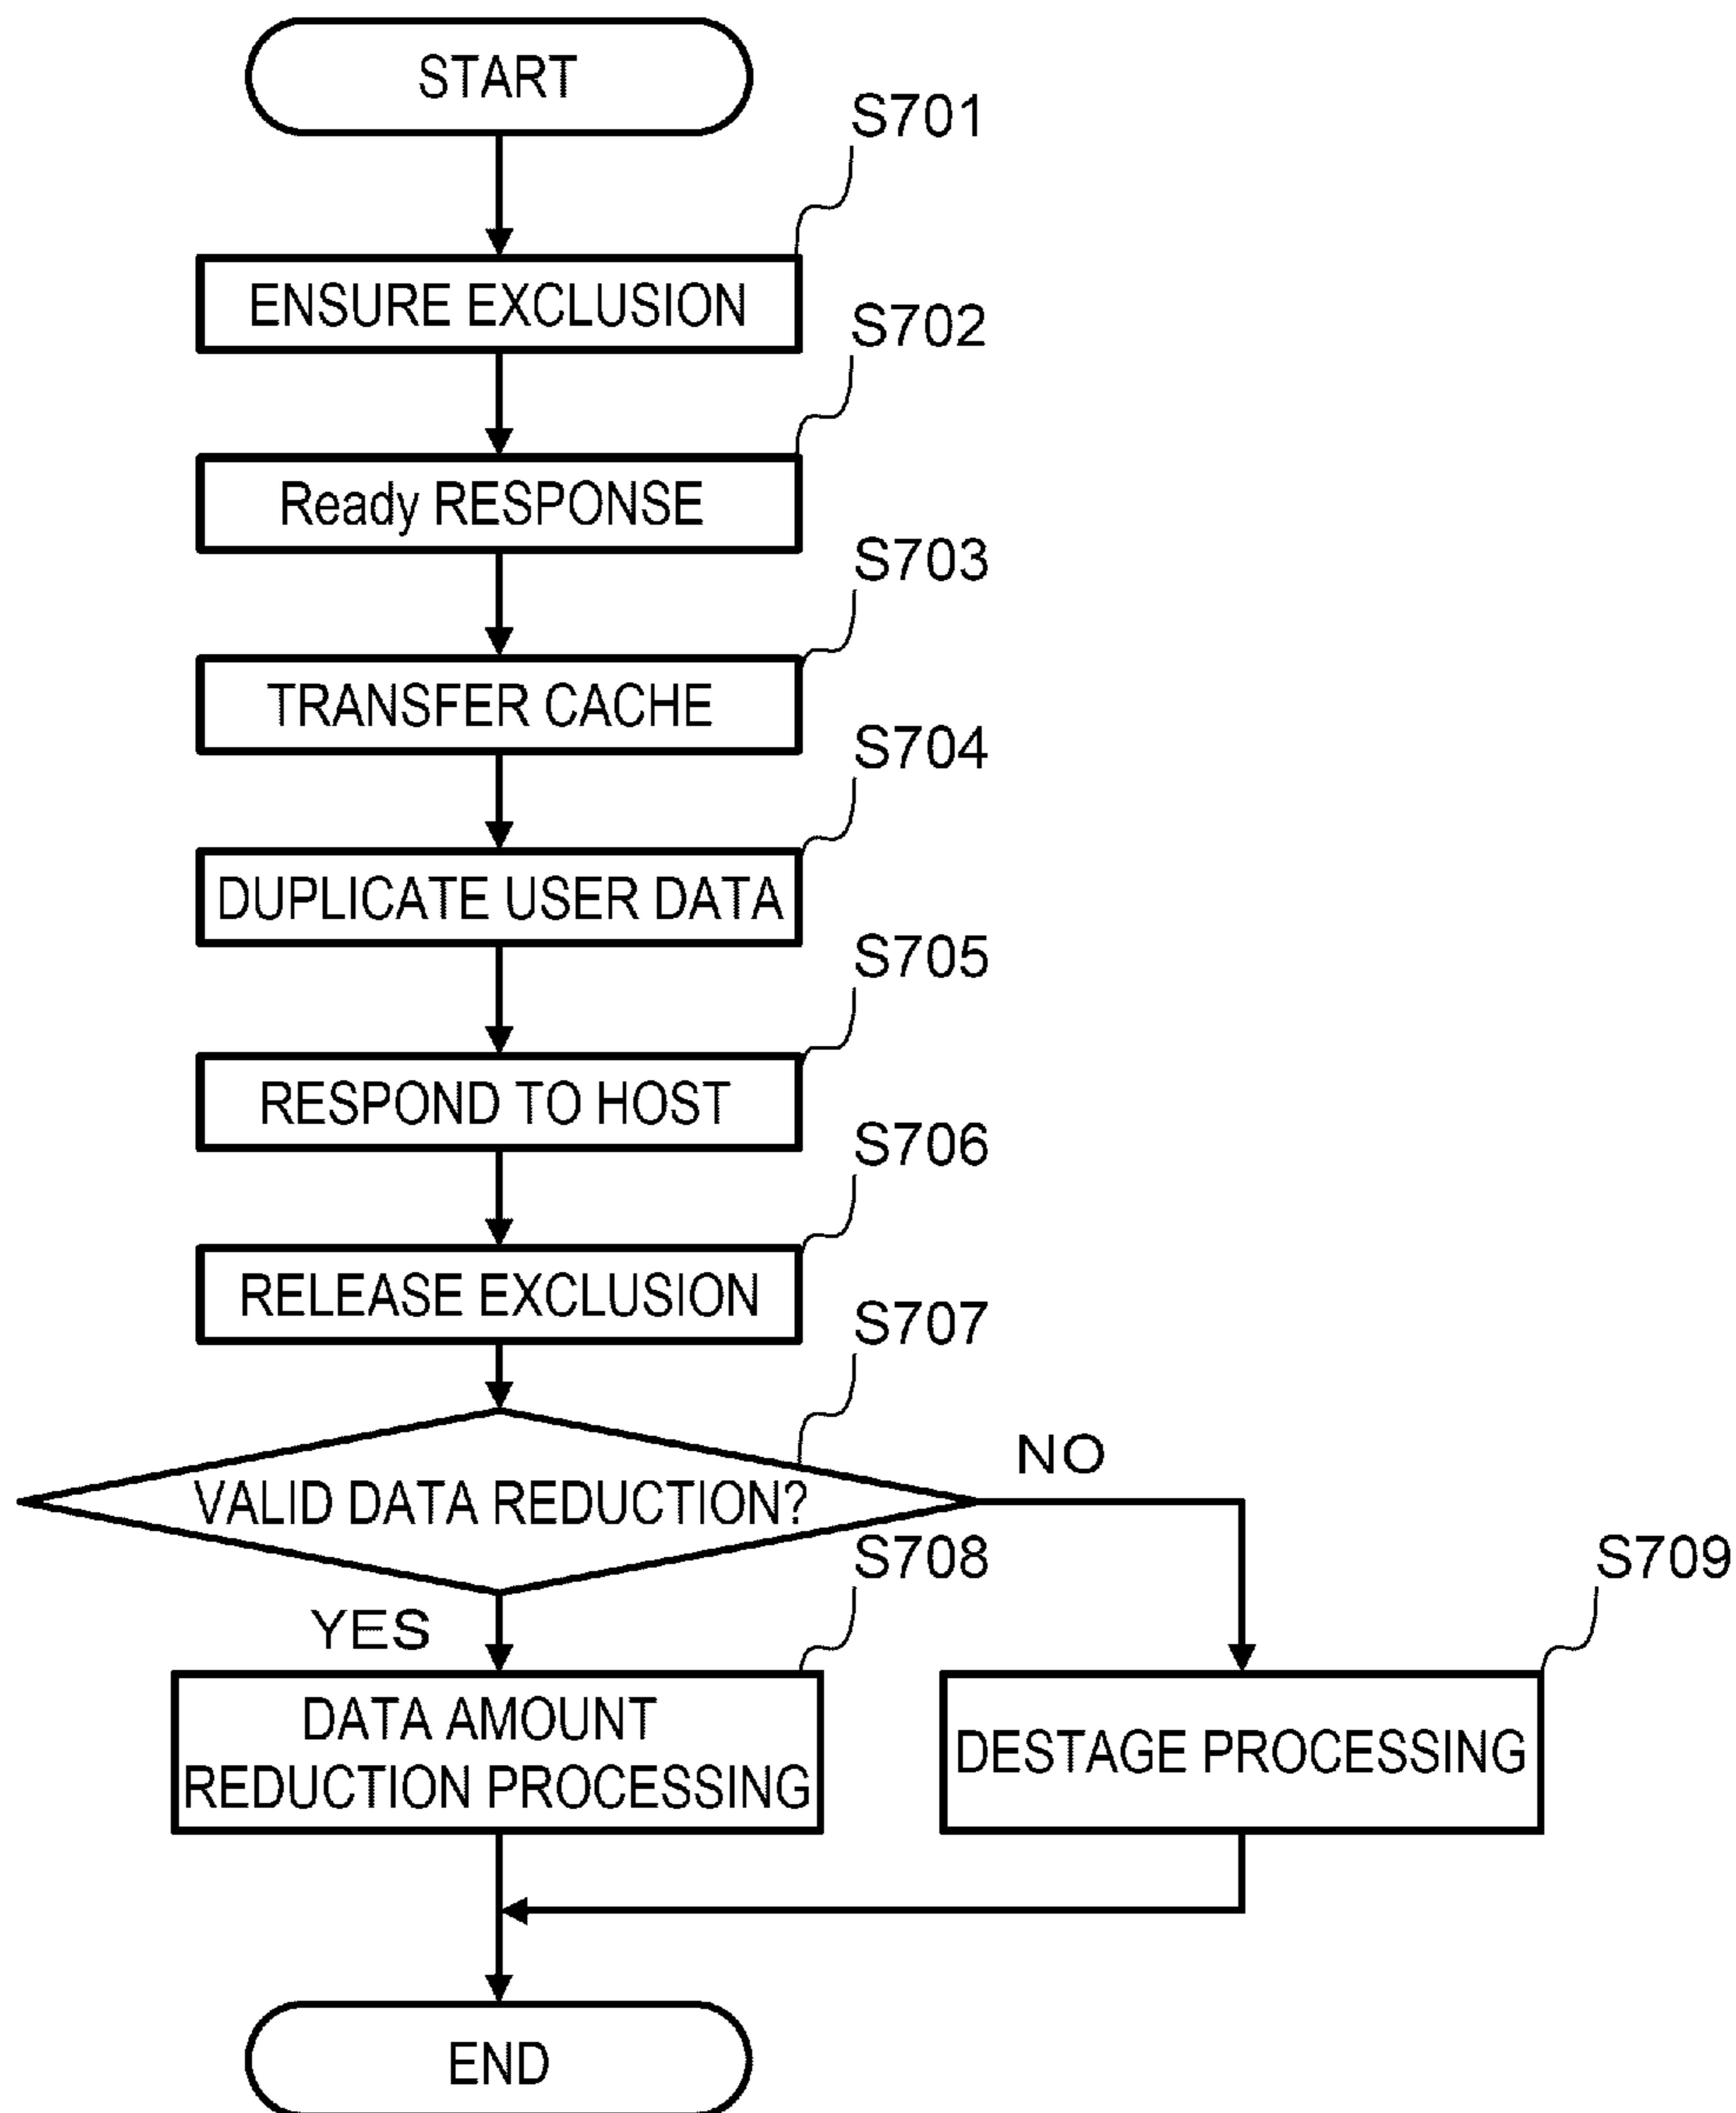 START
S701
ENSURE EXCLUSION
S702
Ready RESPONSE
S703
TRANSFER CACHE
S704
DUPLICATE USER DATA
S705
RESPOND TO HOST
S706
RELEASE EXCLUSION
S707
VALID DATA REDUCTION?
NO
YES
S708
DATA AMOUNT
REDUCTION PROCESSING
S709
DESTAGE PROCESSING
END